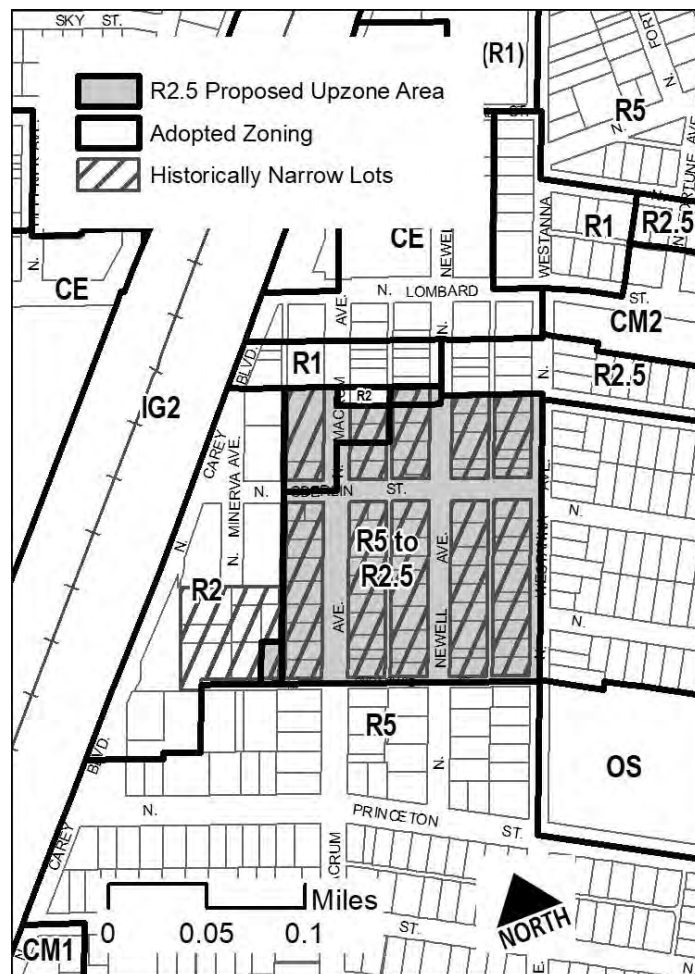 SKY ST.
(R1)
N. FORT
R5
R2.5 Proposed Upzone Area
Adopted Zoning
Historically Narrow Lots
ST.
N.
AVE.
N.
FORTUNE AVE.
N.
R1
R2.5
CE
CE
NEWELL
WESTANNA
N.
N. LOMBARD
ST.
AVE.
N.
CM2
BLVD.
R1
N.
R2.5
R2
MACRUM
N.
IG2
CAREY
MINERVA AVE.
N.
N. OBERLIN ST.
AVE.
N.
R5 to
R2.5
AVE.
WESTANNA
N.
N.
R2
AVE.
NEWELL
N.
N.
R5
OS
BLVD.
N.
N. PRINCETON ST.
CAREY
CRUM
Miles
0 0.05 0.1
NORTH
ST.
CM1
E.